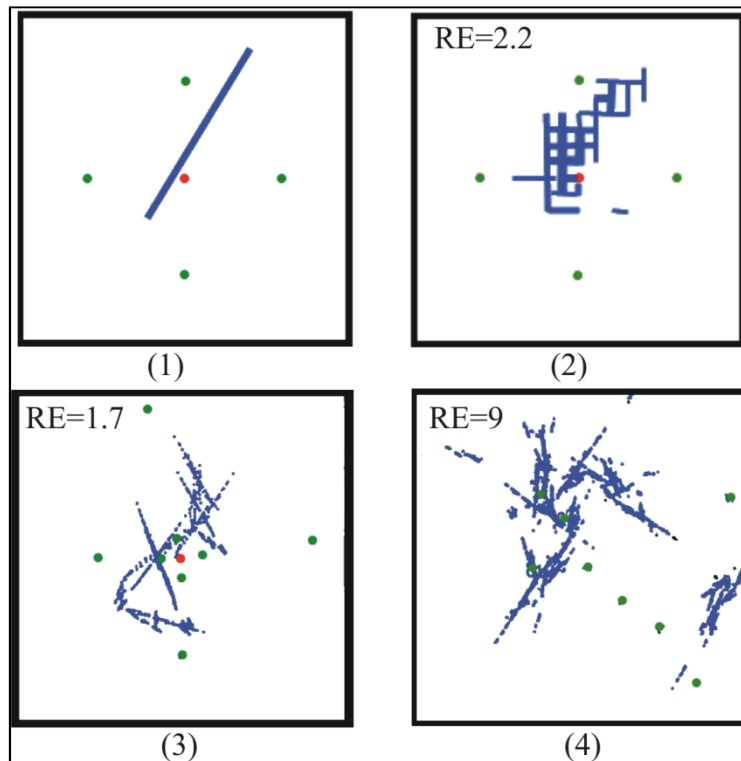 RE=2.2
(1)
(2)
RE=1.7
RE=9
(3)
(4)